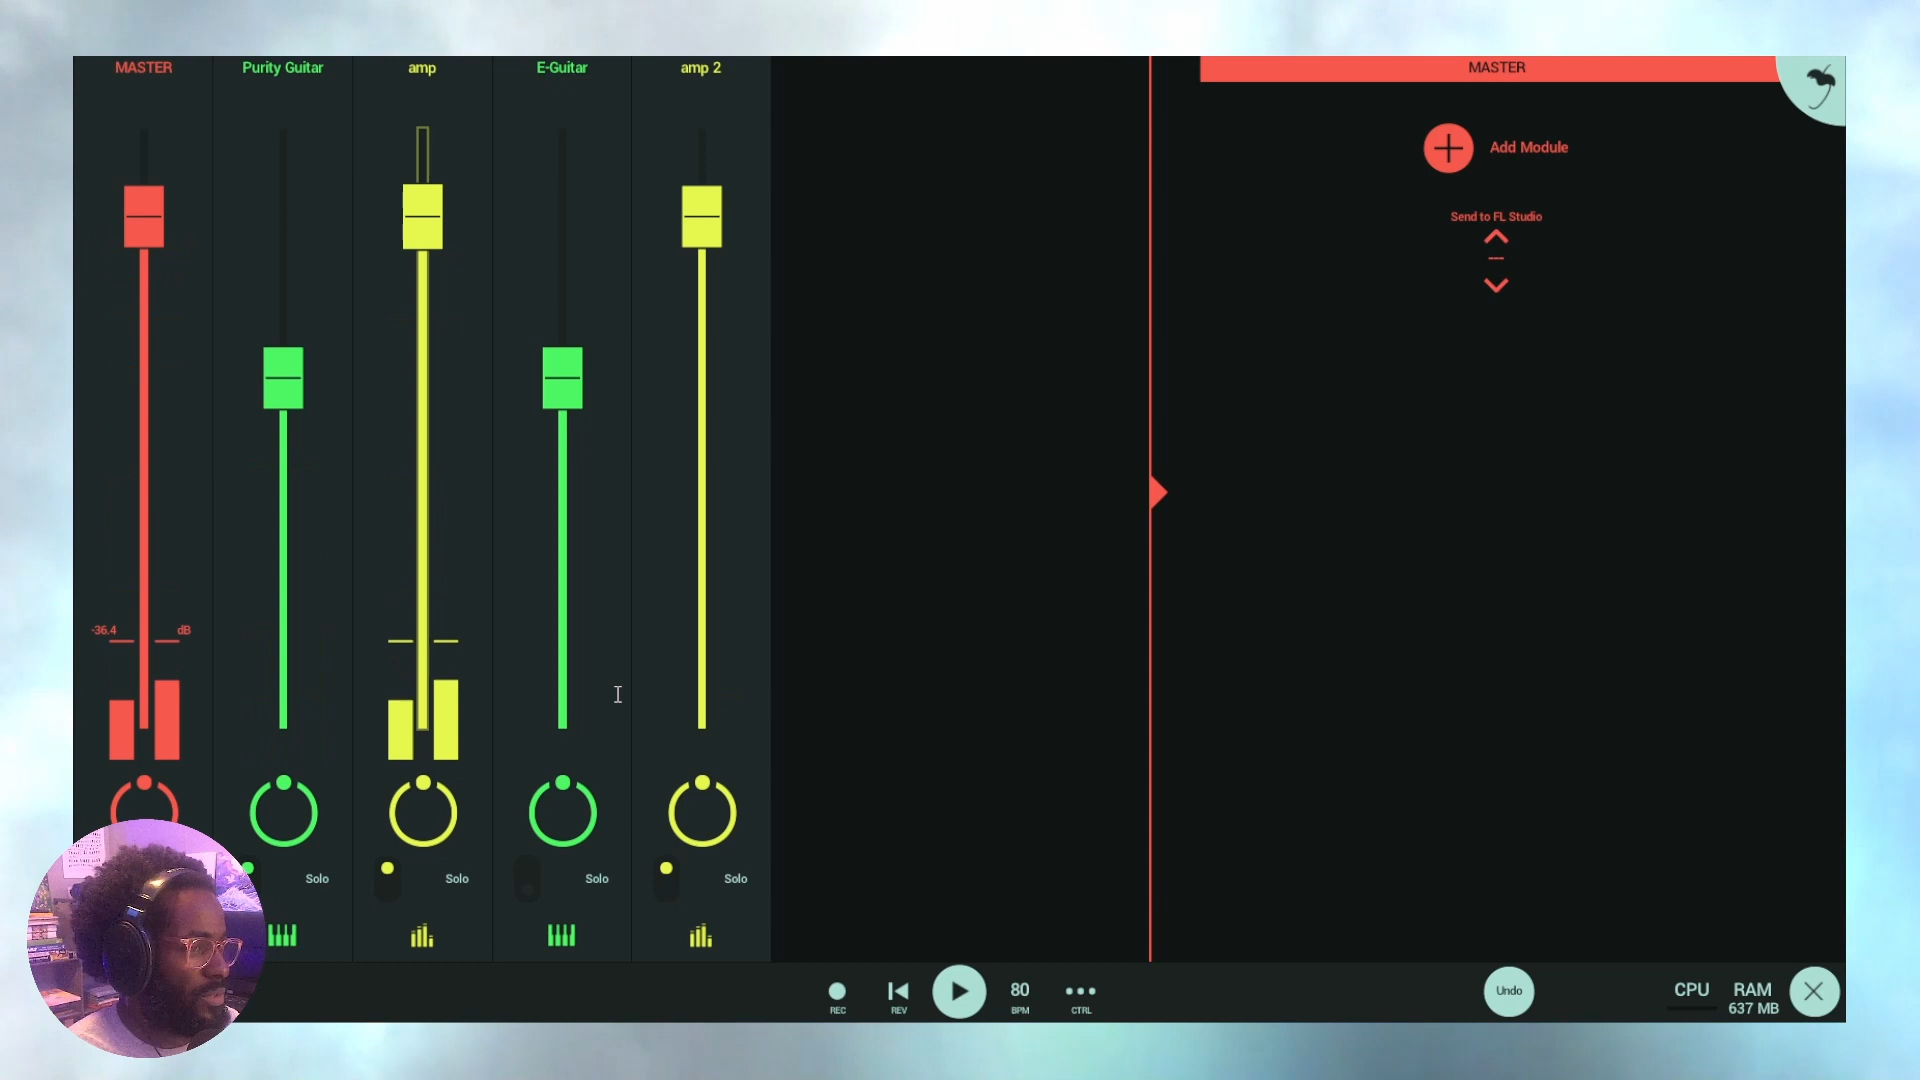 MASTER
Purity Guitar
amp
E-Guitar
amp 2
MASTER
Add Module
Send to FL Studio
---
-36.4 dB
Solo
Solo
Solo
Solo
REC
REV
80
BPM
CTRL
Undo
CPU
RAM
637 MB